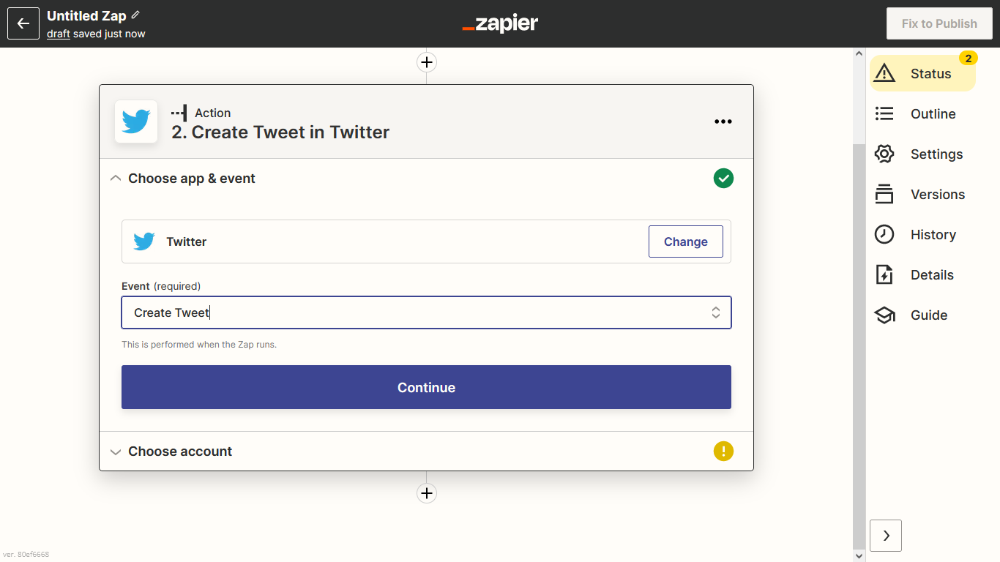 Untitled Zap
draft saved just now
zapier
Fix to Publish
Action
2. Create Tweet in Twitter
Choose app & event
Twitter
Change
Event (required)
Create Tweet
This is performed when the Zap runs.
Continue
Choose account
2
Status
Outline
Settings
Versions
History
Details
Guide
ver. 80ef6668